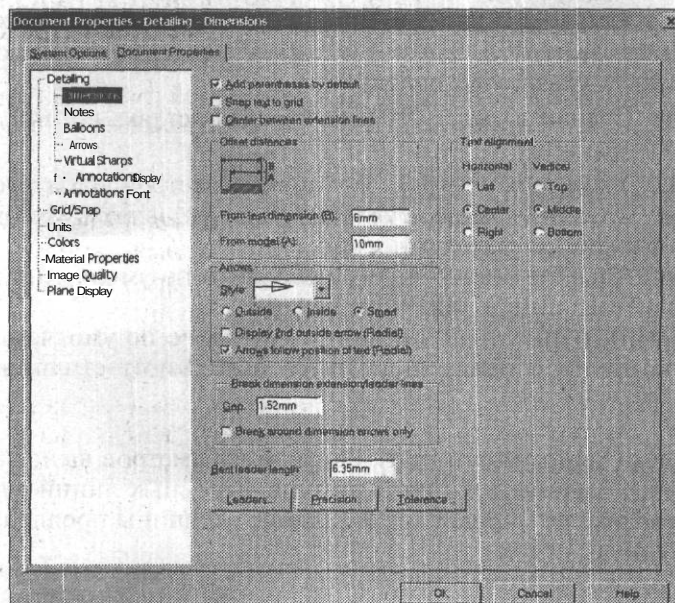 Document Properties - Detailing - Dimensions
System Options
Document Properties
Detailing
Dimensions
Notes
Balloons
Arrows
Virtual Sharps
Annotations Display
Annotations Font
Grid/Snap
Units
Colors
Material Properties
Image Quality
Plane Display
Add parentheses by default
Snap text to grid
Center between extension lines
Offset distances
B
A
From last dimension (B):
6mm
From model (A):
10mm
Text alignment
Horizontal
Vertical
Left
Top
Center
Middle
Right
Bottom
Arrows
Style:
Outside
Inside
Smart
Display 2nd outside arrow (Radial)
Arrows follow position of text (Radial)
Break dimension extension/leader lines
Gap:
1.52mm
Break around dimension arrows only
Bent leader length:
6.35mm
Leaders...
Precision...
Tolerance...
OK
Cancel
Help